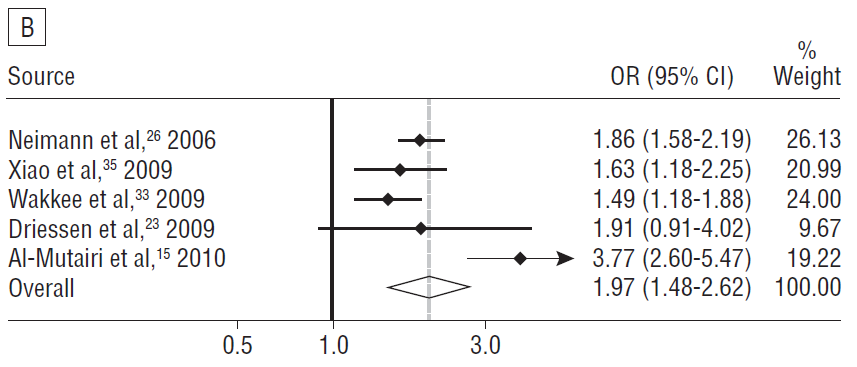 B
Source OR (95% CI) % Weight
Neimann et al,26 2006 1.86 (1.58-2.19) 26.13
Xiao et al,35 2009 1.63 (1.18-2.25) 20.99
Wakkee et al,33 2009 1.49 (1.18-1.88) 24.00
Driessen et al,23 2009 1.91 (0.91-4.02) 9.67
Al-Mutairi et al,15 2010 3.77 (2.60-5.47) 19.22
Overall 1.97 (1.48-2.62) 100.00
0.5 1.0 3.0